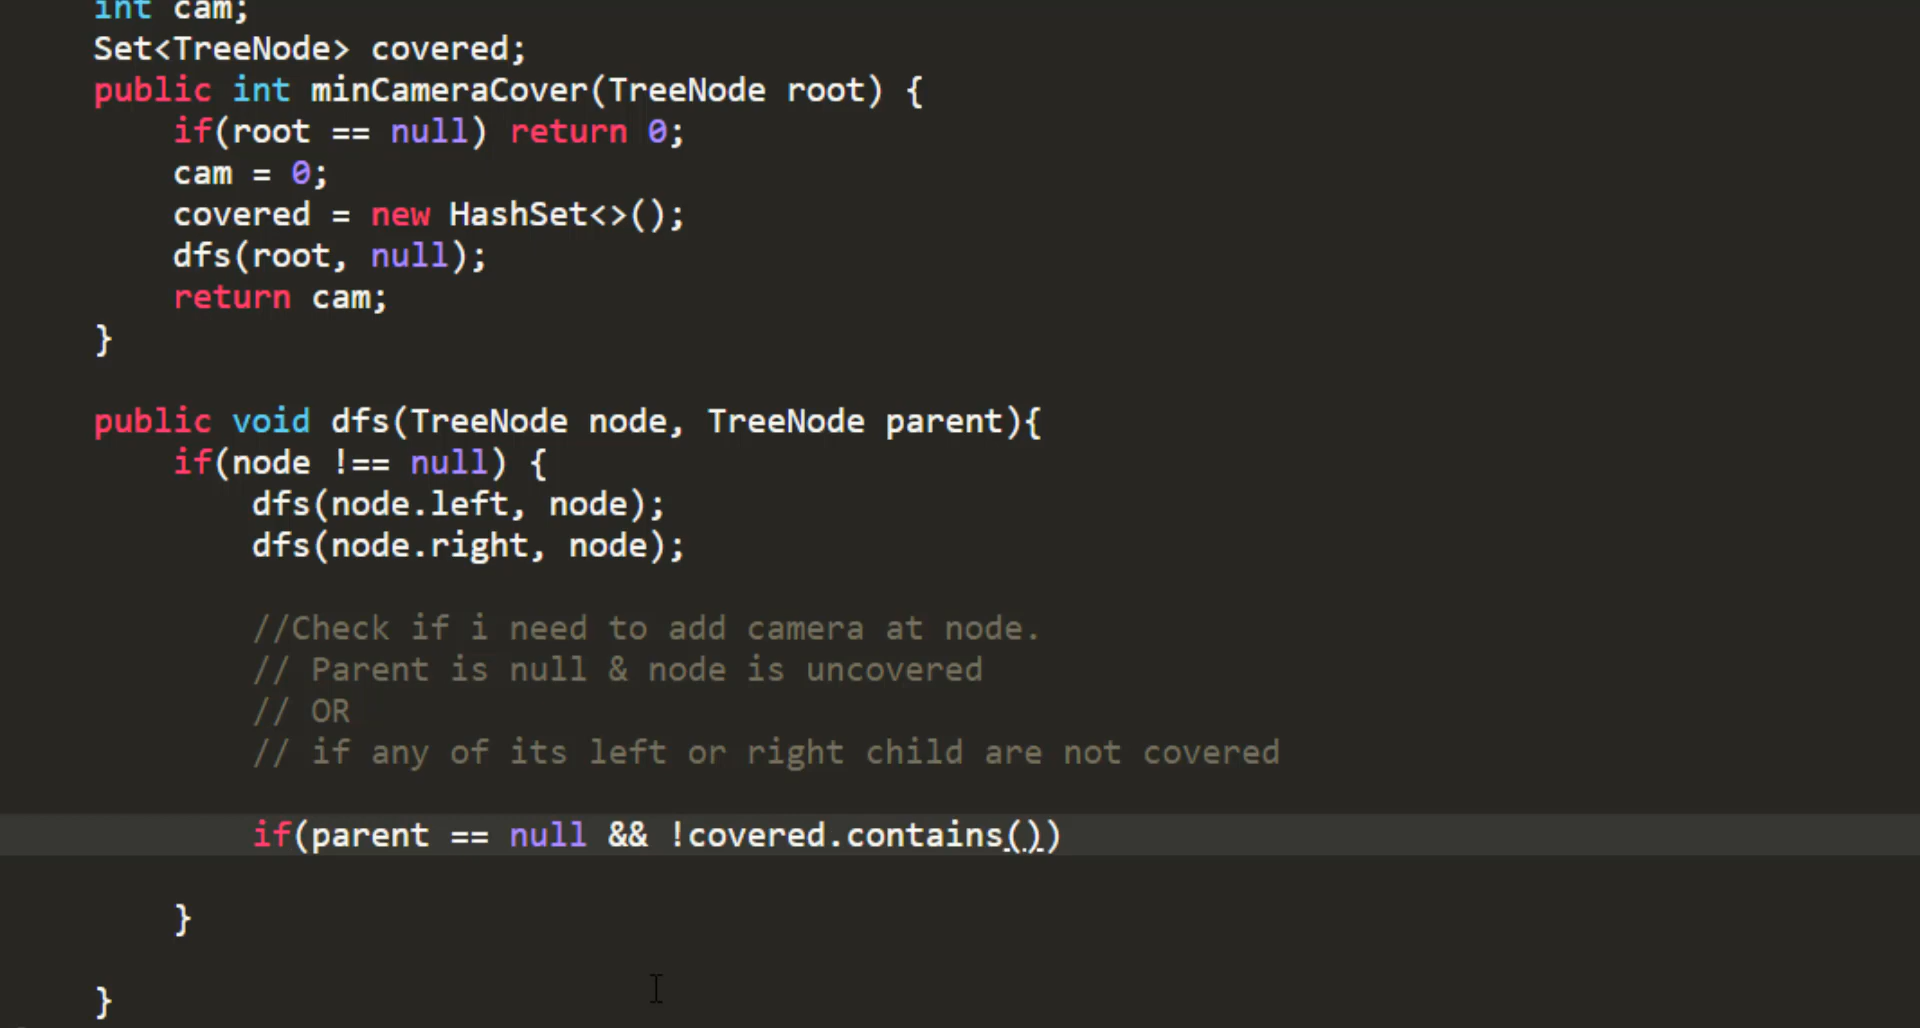 int cam;
Set<TreeNode> covered;
public int minCameraCover(TreeNode root) {
if(root == null) return 0;
cam = 0;
covered = new HashSet<>();
dfs(root, null);
return cam;
}
public void dfs(TreeNode node, TreeNode parent){
if(node !== null) {
dfs(node.left, node);
dfs(node.right, node);
//Check if i need to add camera at node.
// Parent is null & node is uncovered
// OR
// if any of its left or right child are not covered
if(parent == null && !covered.contains())
}
}